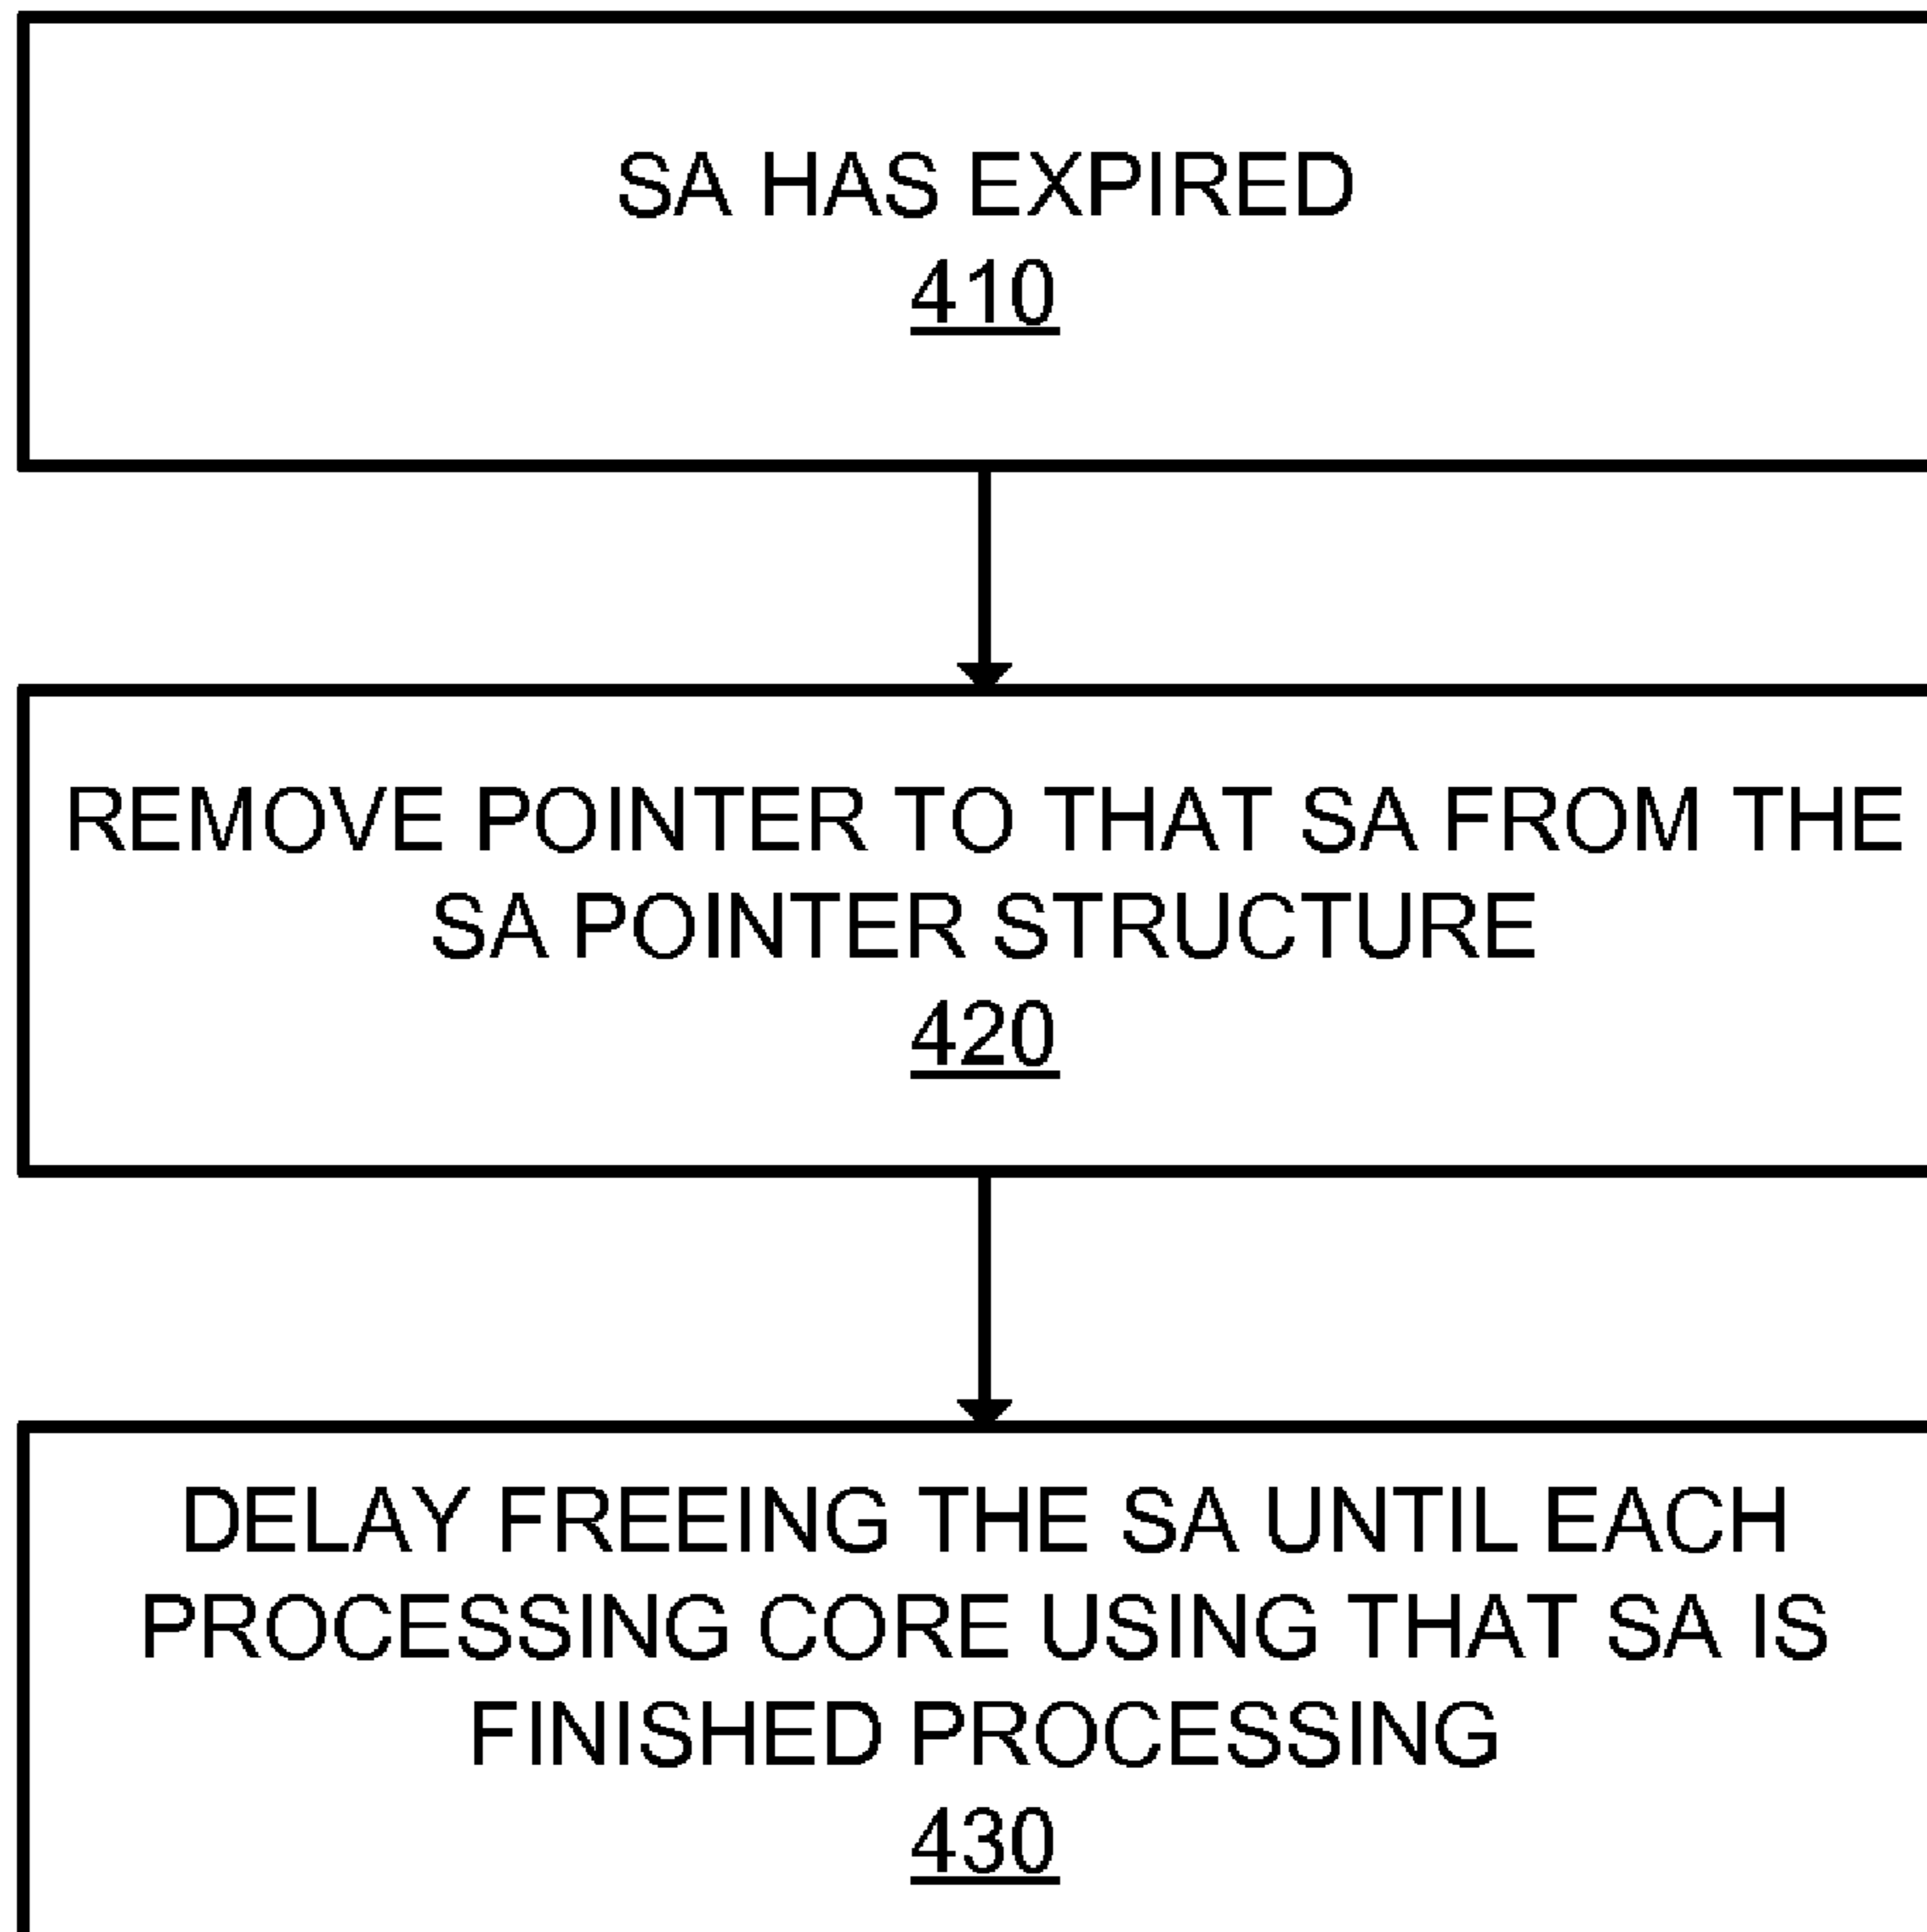 SA HAS EXPIRED
410
REMOVE POINTER TO THAT SA FROM THE
SA POINTER STRUCTURE
420
DELAY FREEING THE SA UNTIL EACH
PROCESSING CORE USING THAT SA IS
FINISHED PROCESSING
430